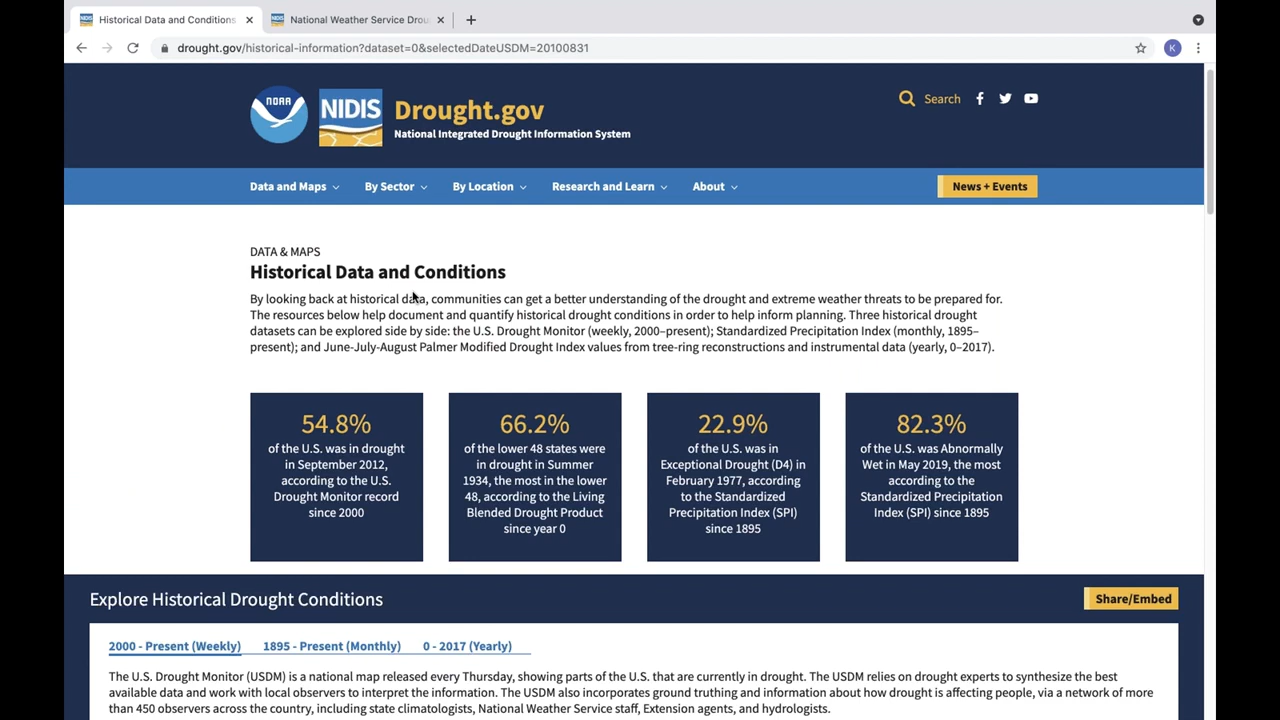 Historical Data and Conditions
National Weather Service Drou
drought.gov/historical-information?dataset=0&selectedDateUSDM=20100831
K
NOAA
NIDIS
Drought.gov
National Integrated Drought Information System
Search
Data and Maps
By Sector
By Location
Research and Learn
About
News + Events
DATA & MAPS
Historical Data and Conditions
By looking back at historical data, communities can get a better understanding of the drought and extreme weather threats to be prepared for.
The resources below help document and quantify historical drought conditions in order to help inform planning. Three historical drought
datasets can be explored side by side: the U.S. Drought Monitor (weekly, 2000–present); Standardized Precipitation Index (monthly, 1895–
present); and June-July-August Palmer Modified Drought Index values from tree-ring reconstructions and instrumental data (yearly, 0–2017).
54.8%
of the U.S. was in drought
in September 2012,
according to the U.S.
Drought Monitor record
since 2000
66.2%
of the lower 48 states were
in drought in Summer
1934, the most in the lower
48, according to the Living
Blended Drought Product
since year 0
22.9%
of the U.S. was in
Exceptional Drought (D4) in
February 1977, according
to the Standardized
Precipitation Index (SPI)
since 1895
82.3%
of the U.S. was Abnormally
Wet in May 2019, the most
according to the
Standardized Precipitation
Index (SPI) since 1895
Explore Historical Drought Conditions
Share/Embed
2000 - Present (Weekly)
1895 - Present (Monthly)
0 - 2017 (Yearly)
The U.S. Drought Monitor (USDM) is a national map released every Thursday, showing parts of the U.S. that are currently in drought. The USDM relies on drought experts to synthesize the best
available data and work with local observers to interpret the information. The USDM also incorporates ground truthing and information about how drought is affecting people, via a network of more
than 450 observers across the country, including state climatologists, National Weather Service staff, Extension agents, and hydrologists.